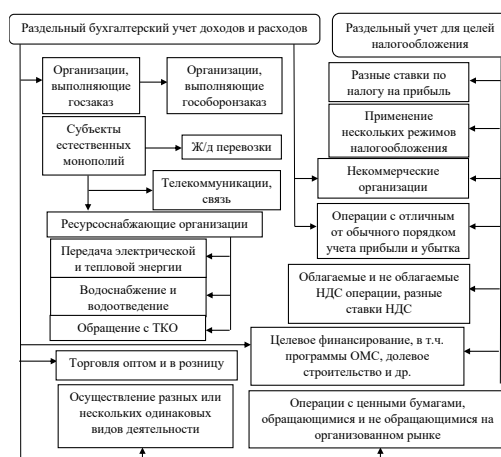 Раздельный бухгалтерский учет доходов и расходов
Раздельный учет для целей
налогообложения
Организации,
выполняющие
госзаказ
Организации,
выполняющие
гособоронзаказ
Разные ставки по
налогу на прибыль
Субъекты
естественных
монополий
Ж/д перевозки
Применение
нескольких режимов
налогообложения
Телекоммуникации,
связь
Некоммерческие
организации
Ресурсоснабжающие организации
Операции с отличным
от обычного порядком
учета прибыли и убытка
Передача электрической
и тепловой энергии
Водоснабжение и
водоотведение
Облагаемые и не облагаемые
НДС операции, разные
ставки НДС
Обращение с ТКО
Целевое финансирование, в т.ч.
программы ОМС, долевое
строительство и др.
Торговля оптом и в розницу
Осуществление разных или
нескольких одинаковых
видов деятельности
Операции с ценными бумагами,
обращающимися и не обращающимися на
организованном рынке